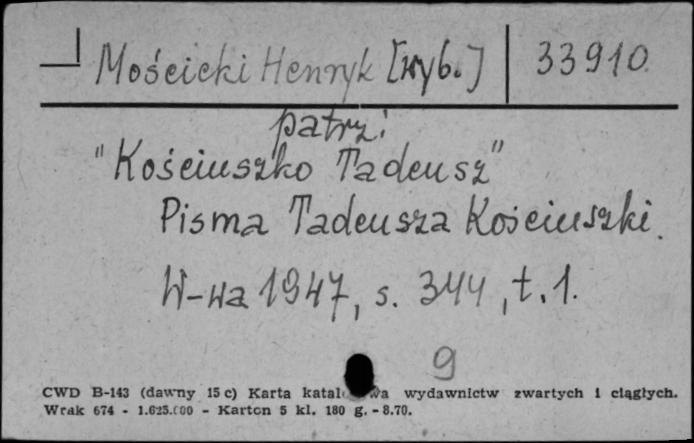 Mościcki Henryk [wyb.] 33910
patrz:
"Kościuszko Tadeusz"
Pisma Tadeusza Kościuszki.
W-wa 1947, s. 344, t. 1.
9
CWD B-143 (dawny 15 c) Karta katal wa wydawnictw zwartych i ciągłych.
Wrak 674 - 1.625.000 - Karton 5 kl. 180 g. - 8.70.